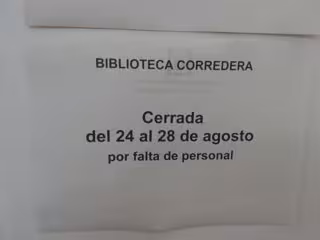 BIBLIOTECA CORREDERA
Cerrada
del 24 al 28 de agosto
por falta de personal